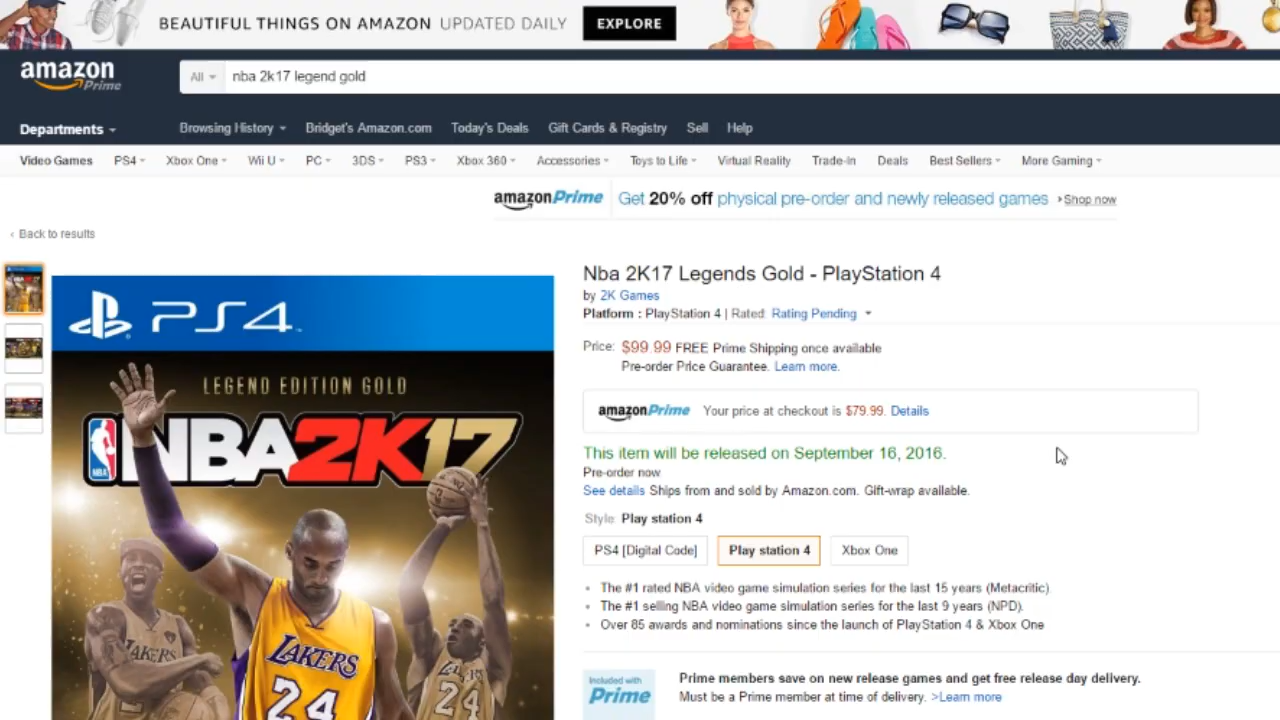 BEAUTIFUL THINGS ON AMAZON UPDATED DAILY EXPLORE
amazon Prime
All nba 2k17 legend gold
Departments Browsing History Bridget's Amazon.com Today's Deals Gift Cards & Registry Sell Help
Video Games PS4 Xbox One Wii U PC 3DS PS3 Xbox 360 Accessories Toys to Life Virtual Reality Trade-In Deals Best Sellers More Gaming
amazonPrime Get 20% off physical pre-order and newly released games › Shop now
‹ Back to results
PS4
LEGEND EDITION GOLD
NBA NBA2K17
LAKERS
24
LAKERS
24
Nba 2K17 Legends Gold - PlayStation 4
by 2K Games
Platform : PlayStation 4 | Rated: Rating Pending
Price: $99.99 FREE Prime Shipping once available
Pre-order Price Guarantee. Learn more.
amazonPrime Your price at checkout is $79.99. Details
This item will be released on September 16, 2016.
Pre-order now
See details Ships from and sold by Amazon.com. Gift-wrap available.
Style: Play station 4
PS4 [Digital Code] Play station 4 Xbox One
• The #1 rated NBA video game simulation series for the last 15 years (Metacritic).
• The #1 selling NBA video game simulation series for the last 9 years (NPD).
• Over 85 awards and nominations since the launch of PlayStation 4 & Xbox One
Included with
Prime
Prime members save on new release games and get free release day delivery.
Must be a Prime member at time of delivery. >Learn more